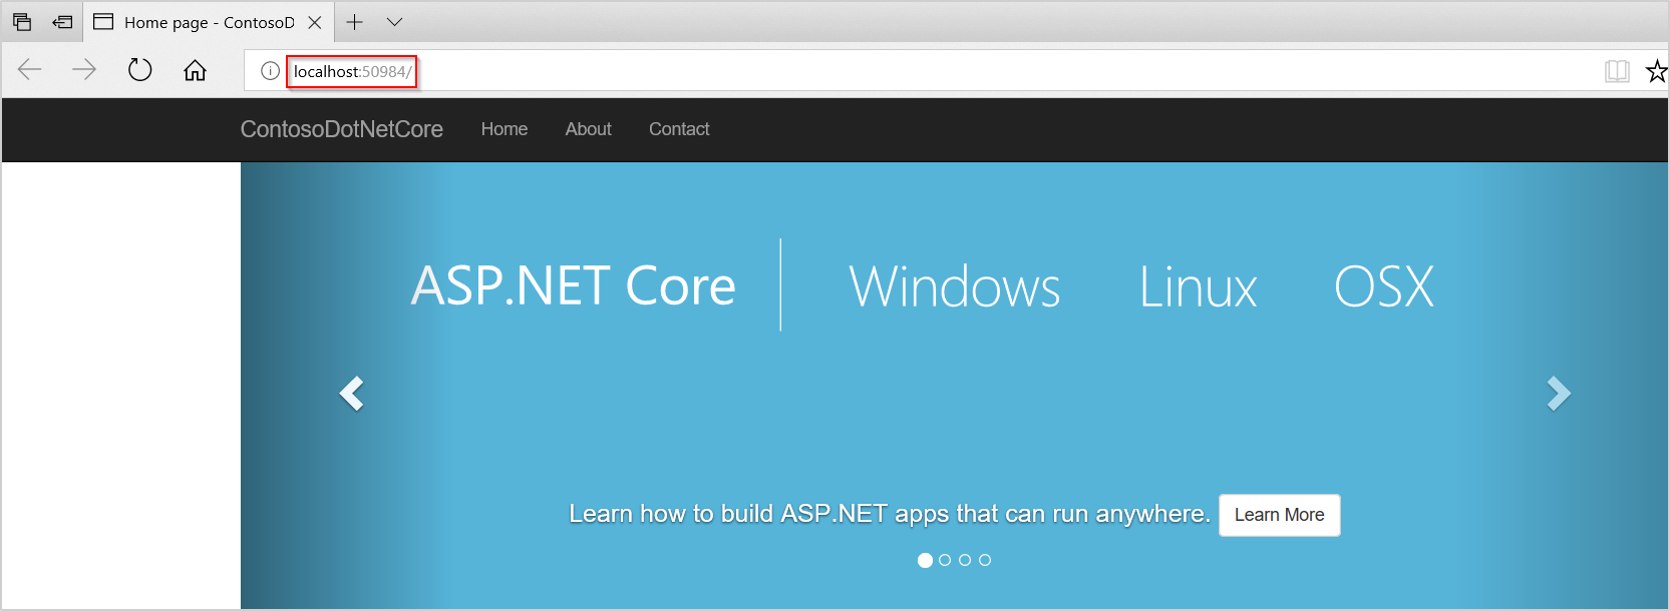 Home page - ContosoD
localhost:50984/
ContosoDotNetCore Home About Contact
ASP.NET Core Windows Linux OSX
Learn how to build ASP.NET apps that can run anywhere. Learn More